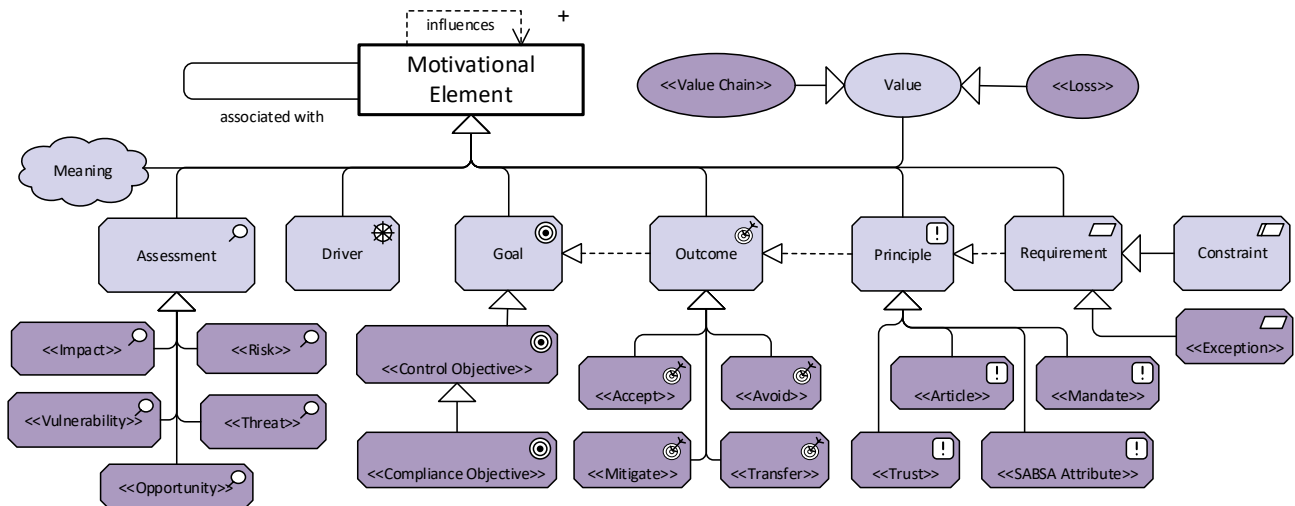 influences
+
Motivational
Element
associated with
<<Value Chain>>
Value
<<Loss>>
Meaning
Assessment
Driver
Goal
Outcome
Principle
Requirement
Constraint
<<Impact>>
<<Risk>>
<<Control Objective>>
<<Accept>>
<<Avoid>>
<<Article>>
<<Mandate>>
<<Exception>>
<<Vulnerability>>
<<Threat>>
<<Opportunity>>
<<Compliance Objective>>
<<Mitigate>>
<<Transfer>>
<<Trust>>
<<SABSA Attribute>>